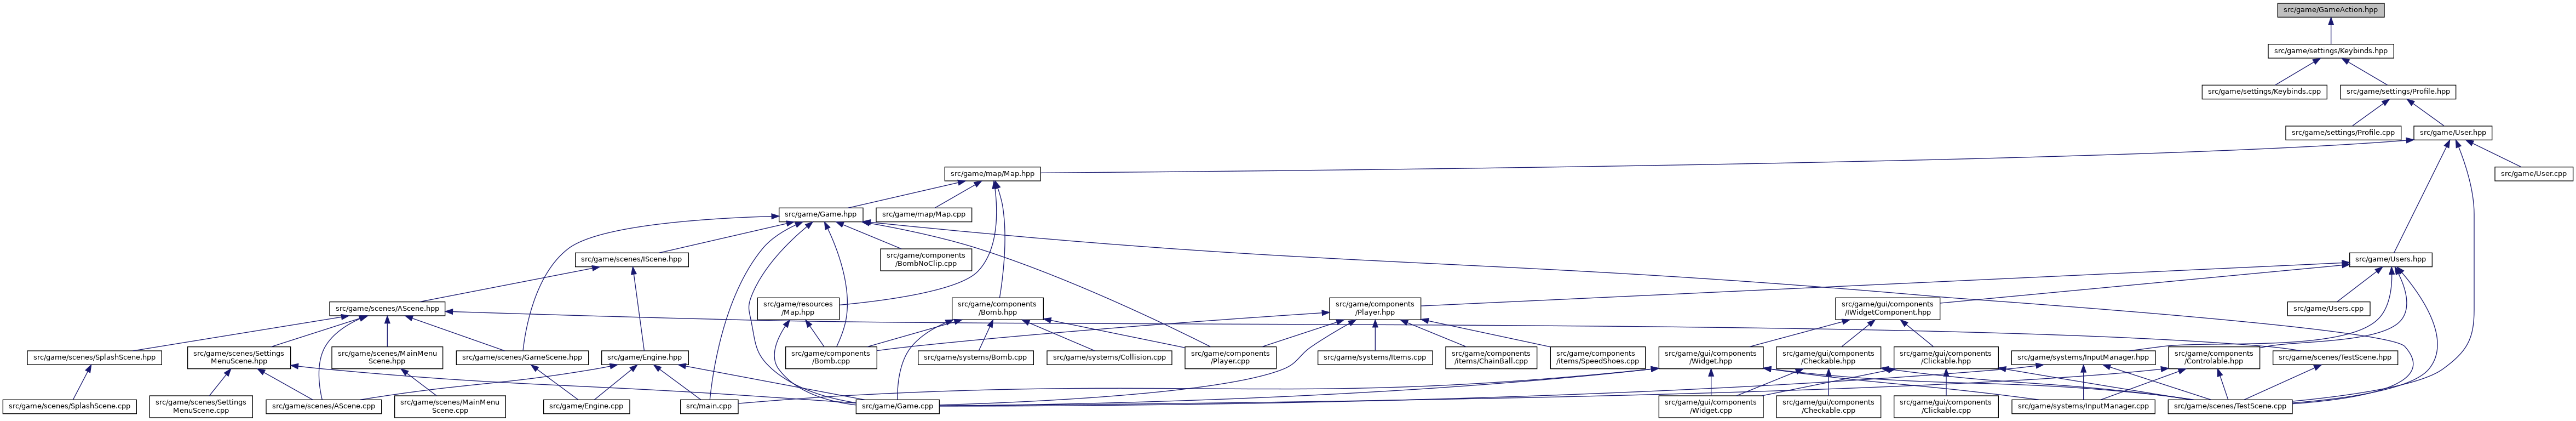 src/game/GameAction.hpp
src/game/settings/Keybinds.hpp
src/game/settings/Keybinds.cpp
src/game/settings/Profile.hpp
src/game/settings/Profile.cpp
src/game/User.hpp
src/game/map/Map.hpp
src/game/User.cpp
src/game/Game.hpp
src/game/map/Map.cpp
src/game/scenes/IScene.hpp
src/game/components
/BombNoClip.cpp
src/game/Users.hpp
src/game/scenes/AScene.hpp
src/game/resources
/Map.hpp
src/game/components
/Bomb.hpp
src/game/components
/Player.hpp
src/game/gui/components
/IWidgetComponent.hpp
src/game/Users.cpp
src/game/scenes/SplashScene.hpp
src/game/scenes/Settings
MenuScene.hpp
src/game/scenes/MainMenu
Scene.hpp
src/game/scenes/GameScene.hpp
src/game/Engine.hpp
src/game/components
/Bomb.cpp
src/game/systems/Bomb.cpp
src/game/systems/Collision.cpp
src/game/components
/Player.cpp
src/game/systems/Items.cpp
src/game/components
/items/ChainBall.cpp
src/game/components
/items/SpeedShoes.cpp
src/game/gui/components
/Widget.hpp
src/game/gui/components
/Checkable.hpp
src/game/gui/components
/Clickable.hpp
src/game/systems/InputManager.hpp
src/game/components
/Controlable.hpp
src/game/scenes/TestScene.hpp
src/game/scenes/SplashScene.cpp
src/game/scenes/Settings
MenuScene.cpp
src/game/scenes/AScene.cpp
src/game/scenes/MainMenu
Scene.cpp
src/game/Engine.cpp
src/main.cpp
src/game/Game.cpp
src/game/gui/components
/Widget.cpp
src/game/gui/components
/Checkable.cpp
src/game/gui/components
/Clickable.cpp
src/game/systems/InputManager.cpp
src/game/scenes/TestScene.cpp